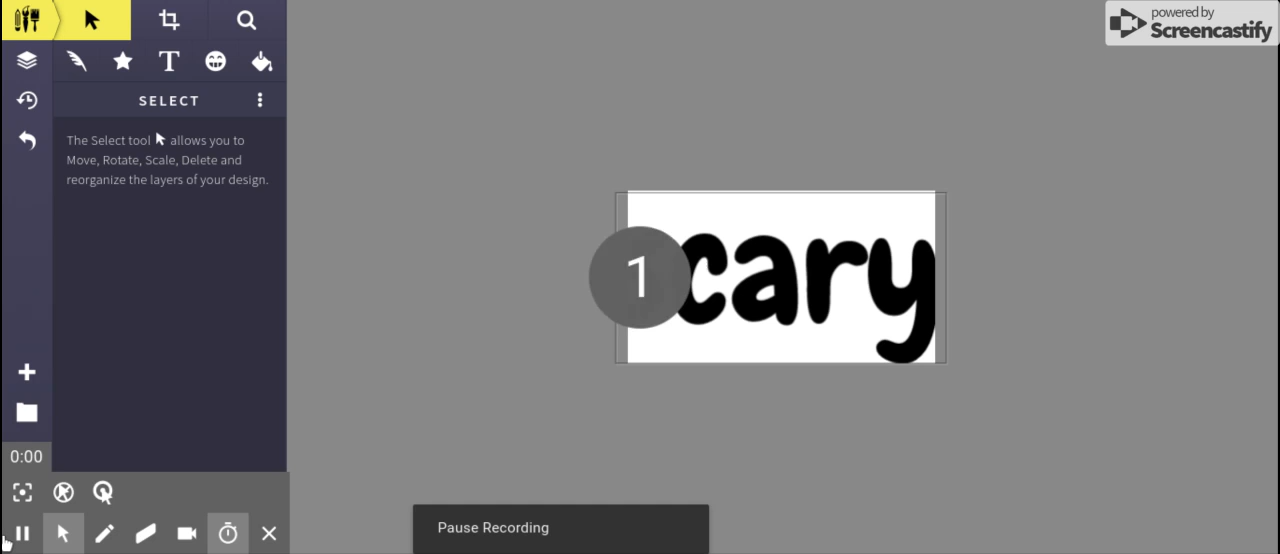 powered by
Screencastify
T
SELECT
The Select tool allows you to
Move, Rotate, Scale, Delete and
reorganize the layers of your design.
1
cary
0:00
Pause Recording